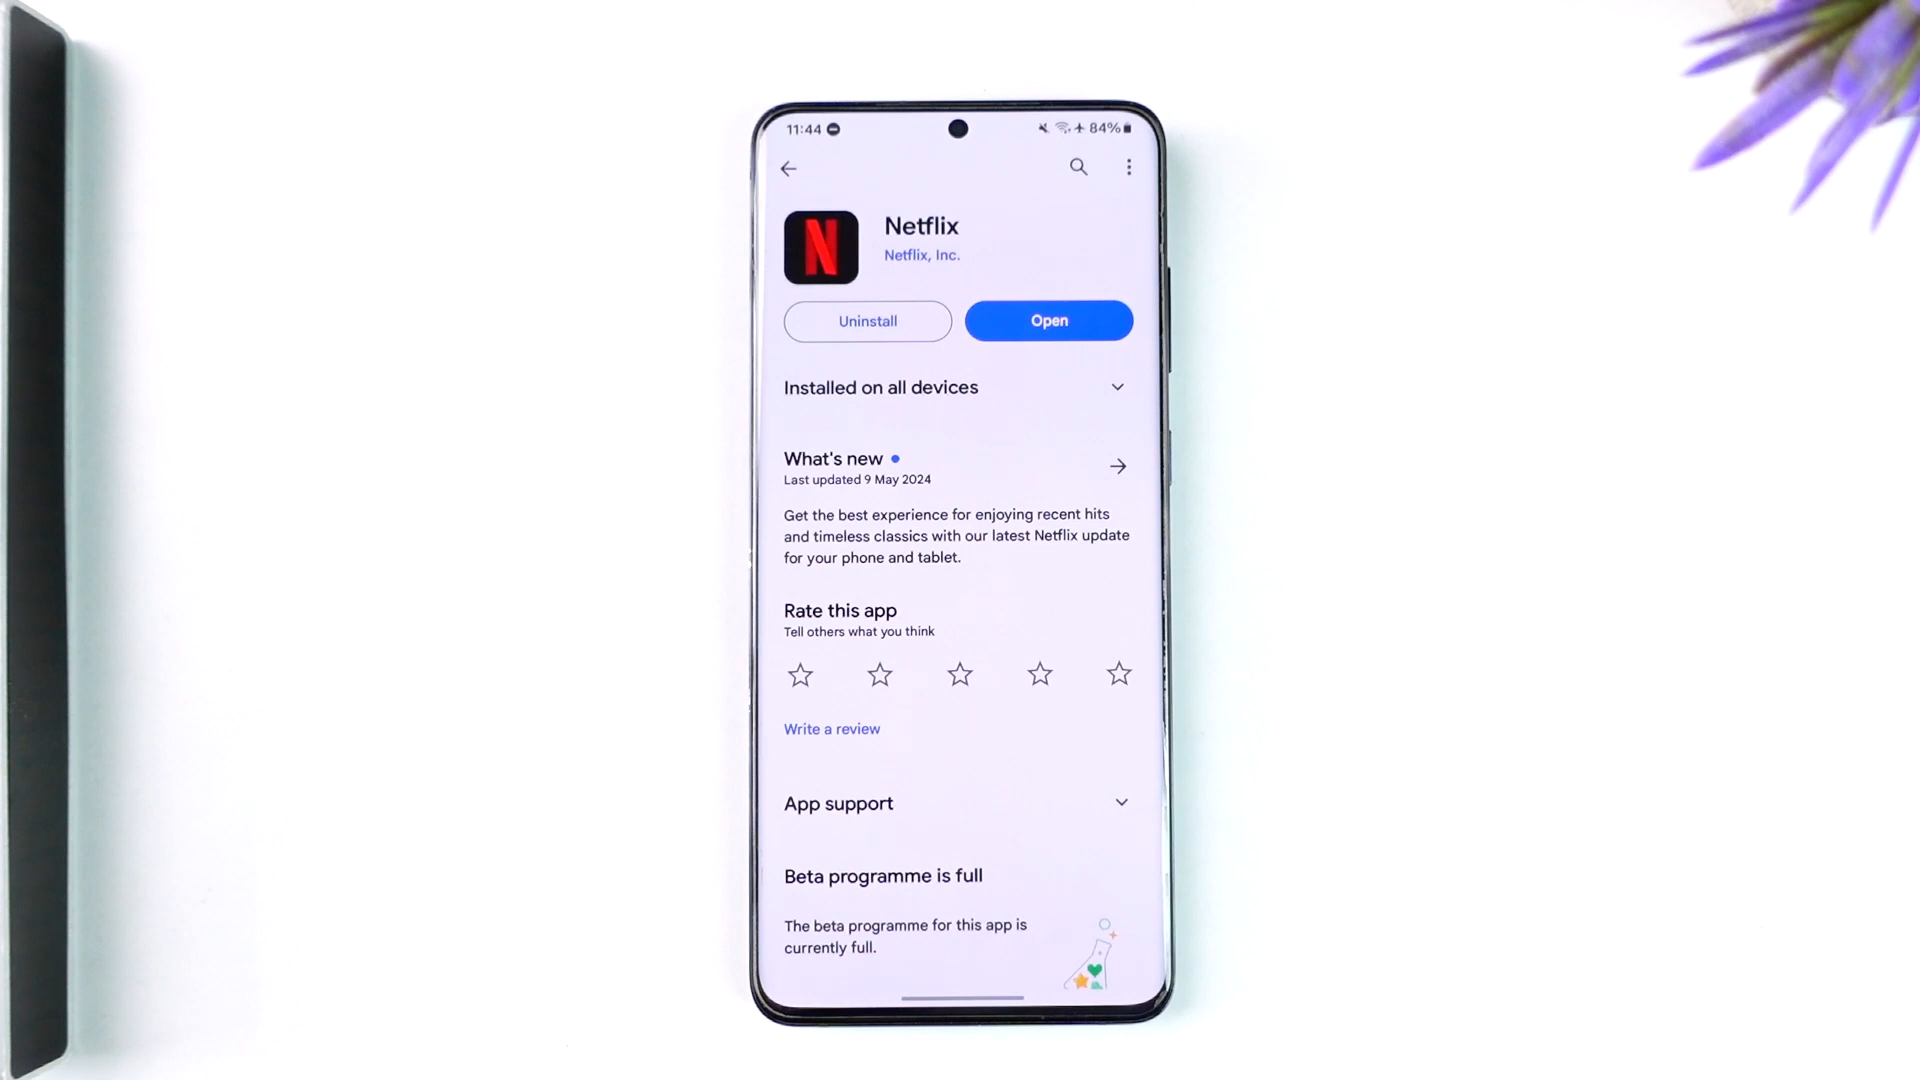 11:44
84%
N
Netflix
Netflix, Inc.
Uninstall
Open
Installed on all devices
What's new
Last updated 9 May 2024
Get the best experience for enjoying recent hits
and timeless classics with our latest Netflix update
for your phone and tablet.
Rate this app
Tell others what you think
Write a review
App support
Beta programme is full
The beta programme for this app is
currently full.